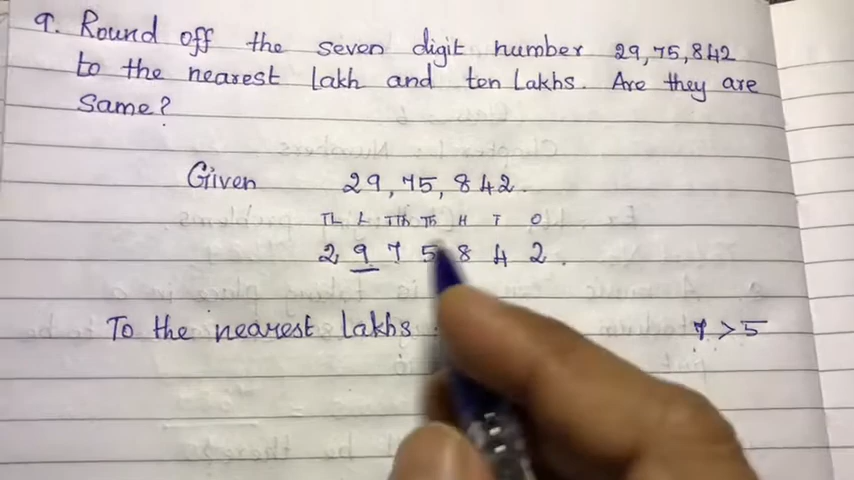 9. Round off the seven digit number 29,75,842
to the nearest lakh and ten Lakhs. Are they are
same?
Given 29,75,842.
TL L TTh Th H T O
2 9 7 5 8 4 2.
To the nearest lakhs 7 > 5